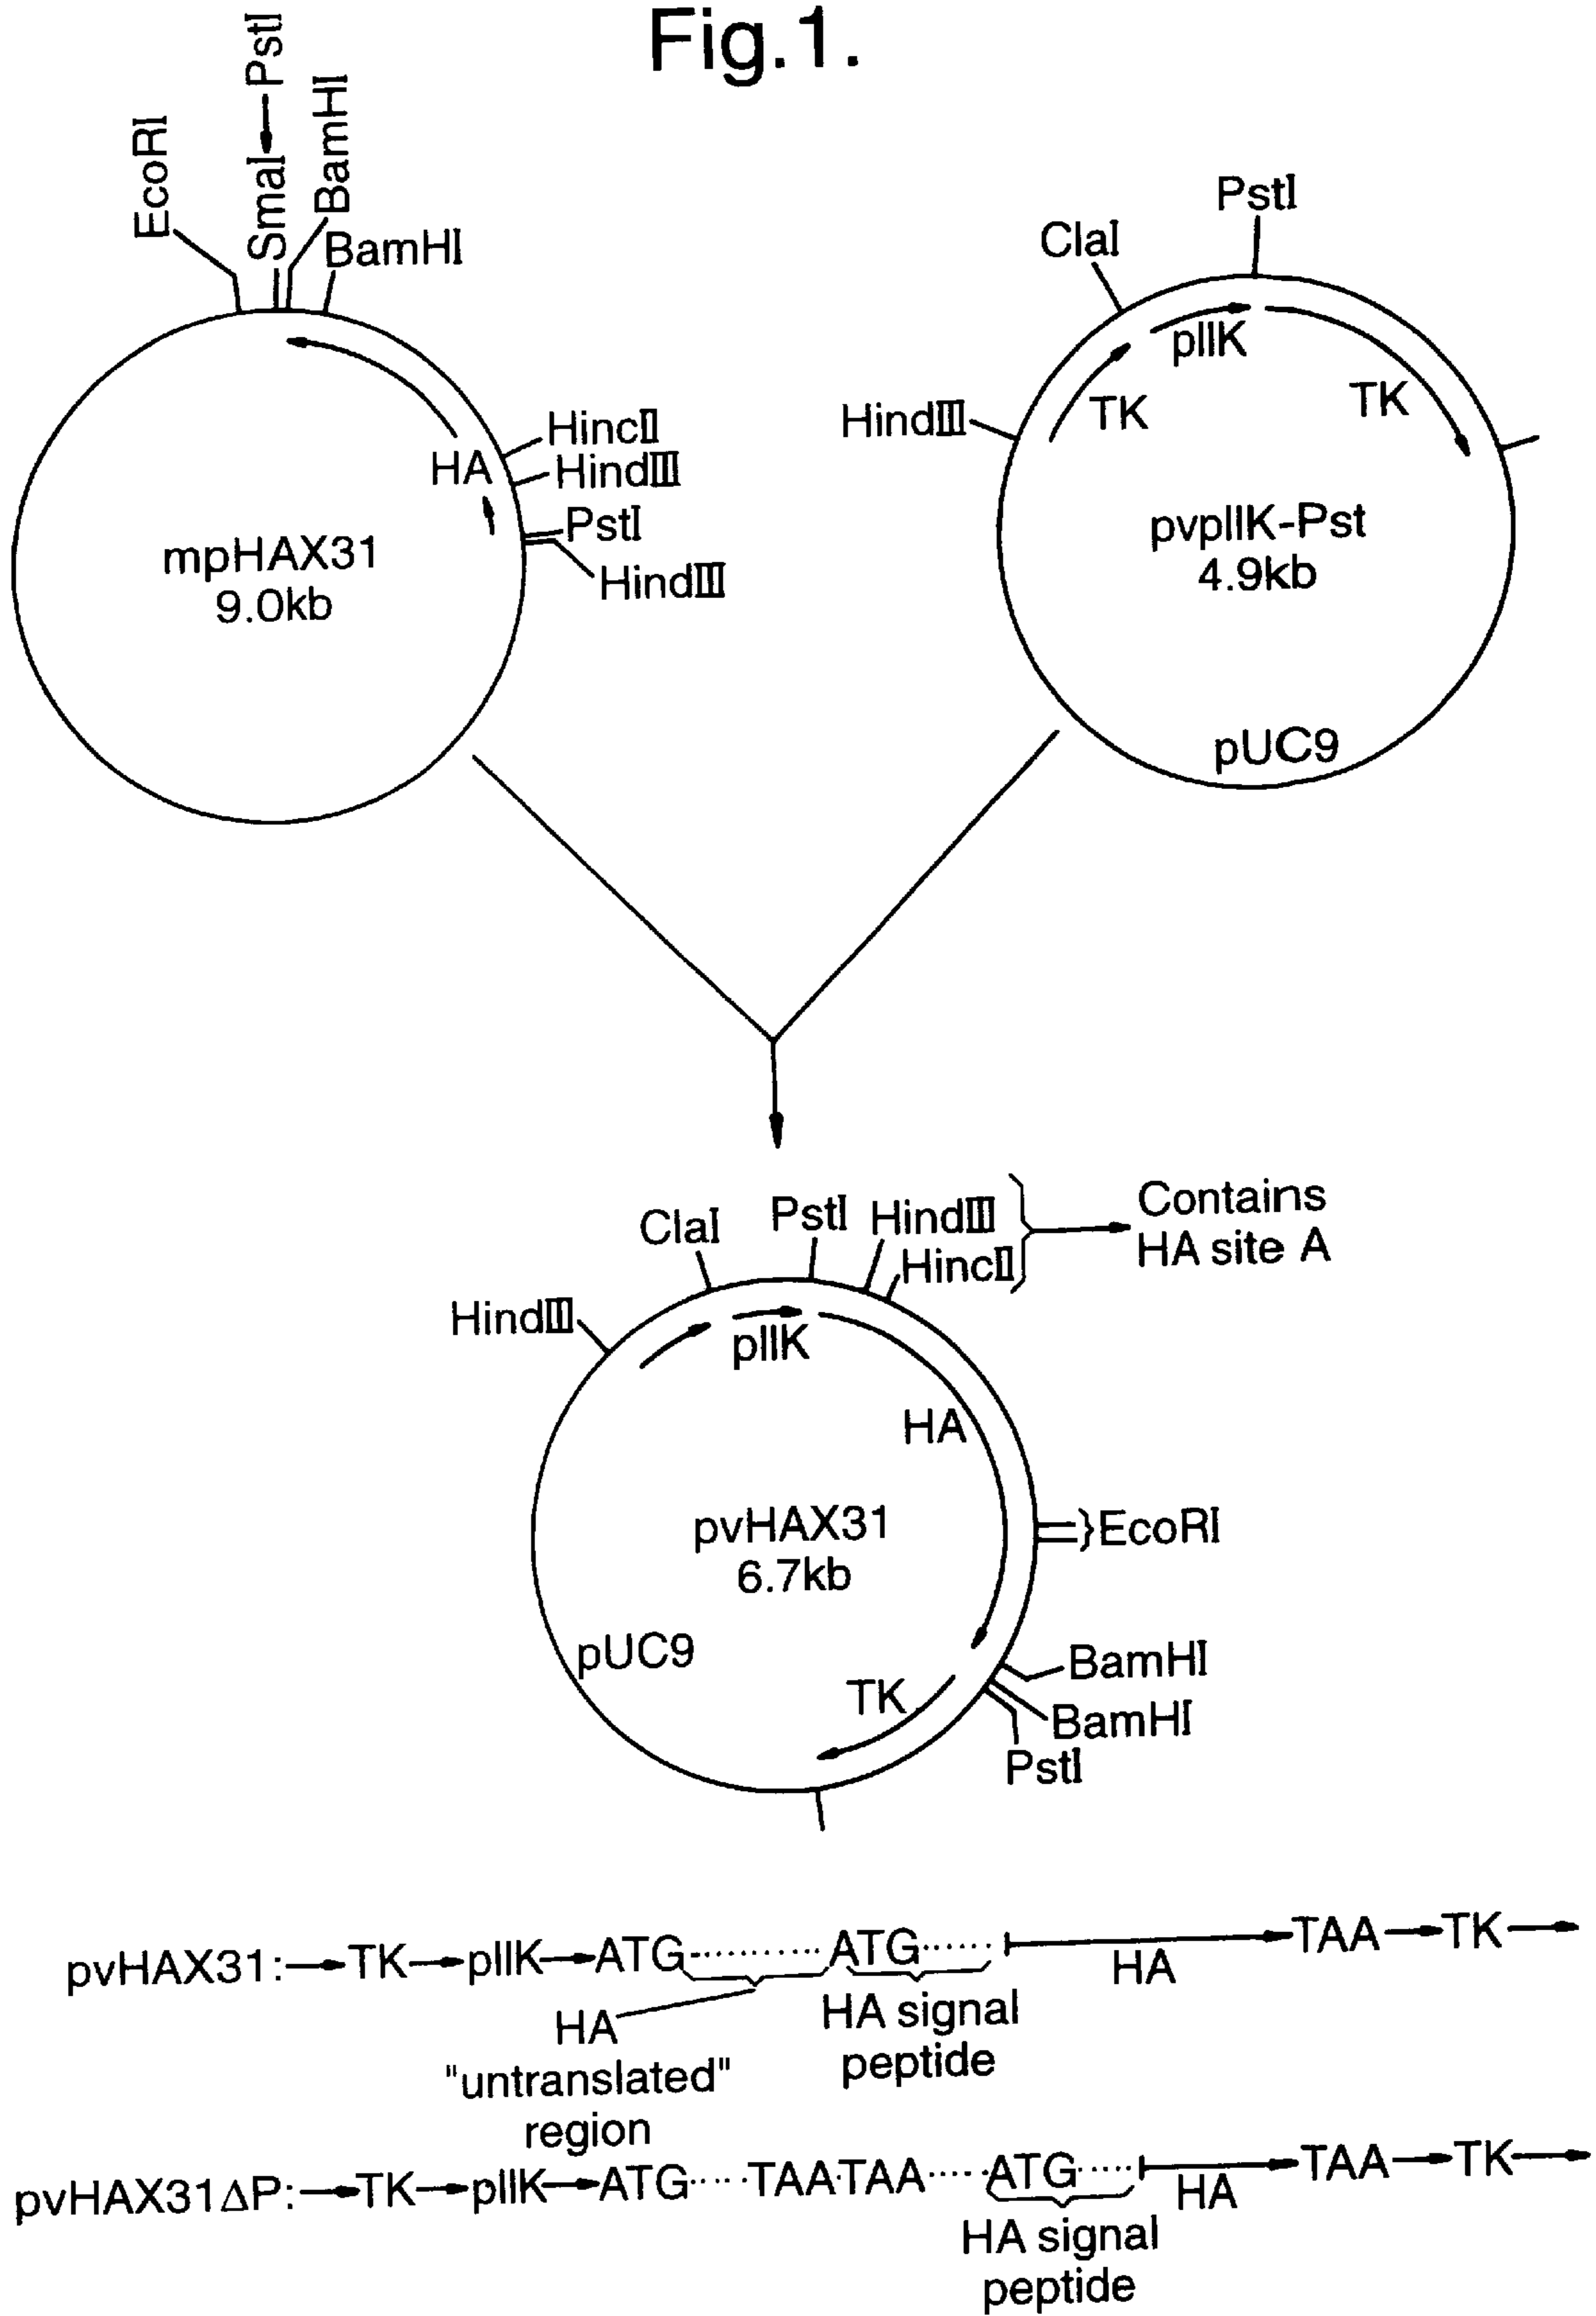 Fig.1.
EcoRI
SmaI←PstI
BamHI
BamHI
HincII
HindIII
HA
PstI
HindIII
mpHAX31
9.0kb
PstI
ClaI
pIIK
TK
TK
HindIII
pvpIIK-Pst
4.9kb
pUC9
ClaI
PstI
HindIII
HincII
Contains
HA site A
HindIII
pIIK
HA
pvHAX31
6.7kb
EcoRI
pUC9
TK
BamHI
BamHI
PstI
pvHAX31:→TK→pIIK→ATG..........ATG...... HA TAA→TK→
HA
"untranslated"
region
HA signal
peptide
pvHAX31ΔP:→TK→pIIK→ATG.....TAA.TAA.....ATG..... HA TAA→TK→
HA signal
peptide